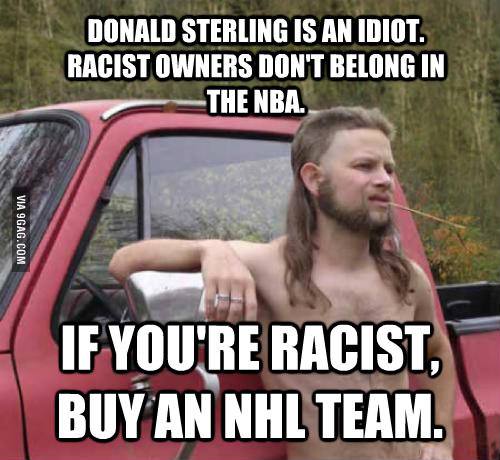 DONALD STERLING IS AN IDIOT.
RACIST OWNERS DON'T BELONG IN
THE NBA.
VIA 9GAG.COM
IF YOU'RE RACIST,
BUY AN NHL TEAM.